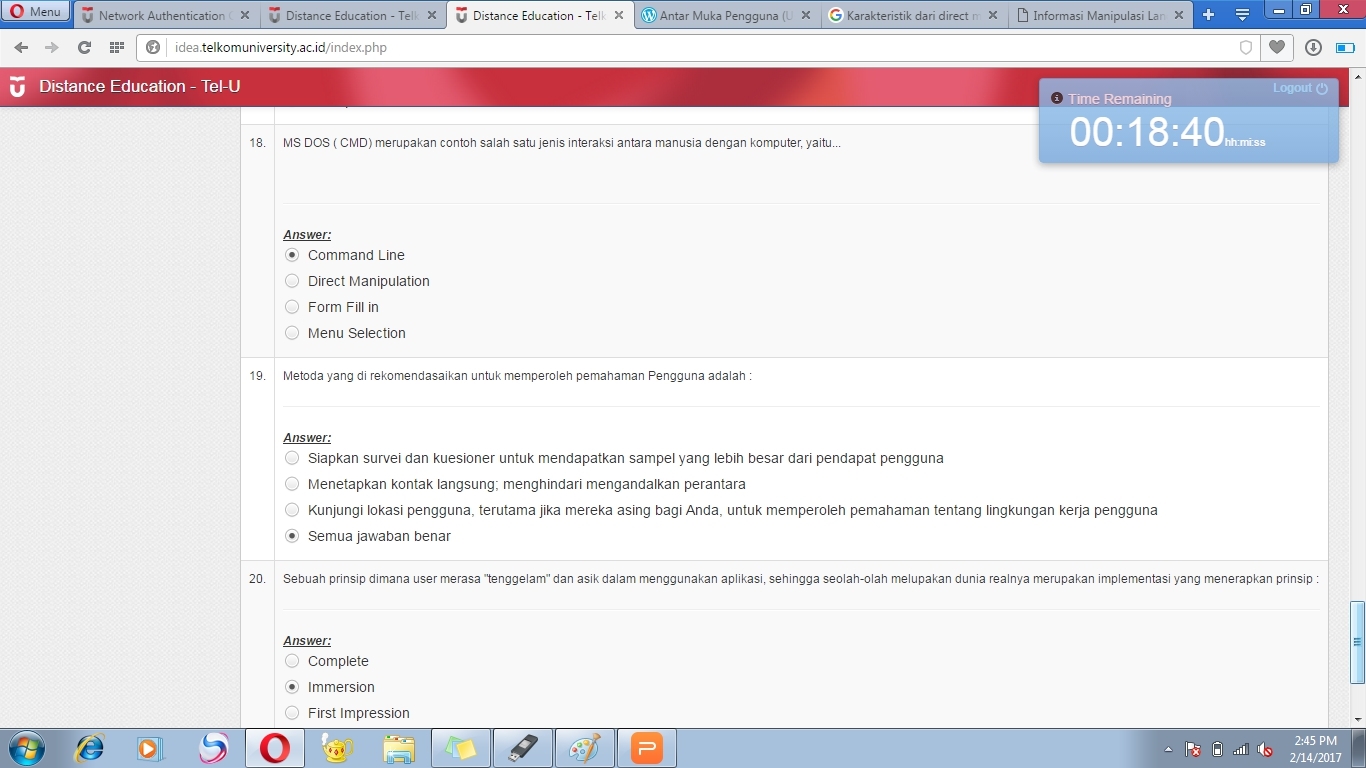 Menu
Network Authentication
Distance Education - Telk
Distance Education - Telk
Antar Muka Pengguna (U
Karakteristik dari direct m
Informasi Manipulasi Lan
idea.telkomuniversity.ac.id/index.php
Distance Education - Tel-U
Logout
Time Remaining
00:18:40 hh:mi:ss
18. MS DOS ( CMD) merupakan contoh salah satu jenis interaksi antara manusia dengan komputer, yaitu...
Answer:
Command Line
Direct Manipulation
Form Fill in
Menu Selection
19. Metoda yang di rekomendasaikan untuk memperoleh pemahaman Pengguna adalah :
Answer:
Siapkan survei dan kuesioner untuk mendapatkan sampel yang lebih besar dari pendapat pengguna
Menetapkan kontak langsung; menghindari mengandalkan perantara
Kunjungi lokasi pengguna, terutama jika mereka asing bagi Anda, untuk memperoleh pemahaman tentang lingkungan kerja pengguna
Semua jawaban benar
20. Sebuah prinsip dimana user merasa "tenggelam" dan asik dalam menggunakan aplikasi, sehingga seolah-olah melupakan dunia realnya merupakan implementasi yang menerapkan prinsip :
Answer:
Complete
Immersion
First Impression
2:45 PM
2/14/2017